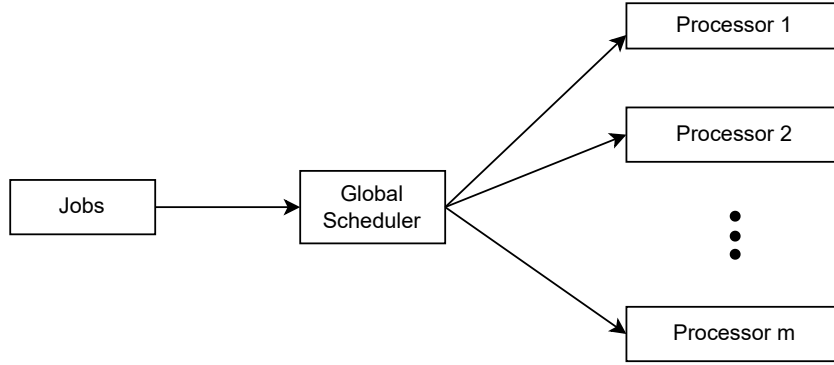 Processor 1
Processor 2
Jobs
Global
Scheduler
Processor m